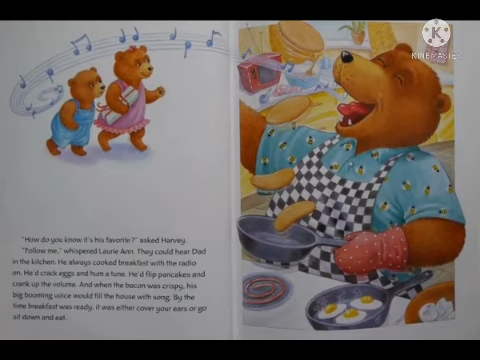 KINEMASTER
"How do you know it's his favorite?" asked Harvey.
"Follow me," whispered Laurie Ann. They could hear Dad
in the kitchen. He always cooked breakfast with the radio
on. He'd crack eggs and hum a tune. He'd flip pancakes and
crank up the volume. And when the bacon was crispy, his
big booming voice would fill the house with song. By the
time breakfast was ready, it was either cover your ears or go
sit down and eat.